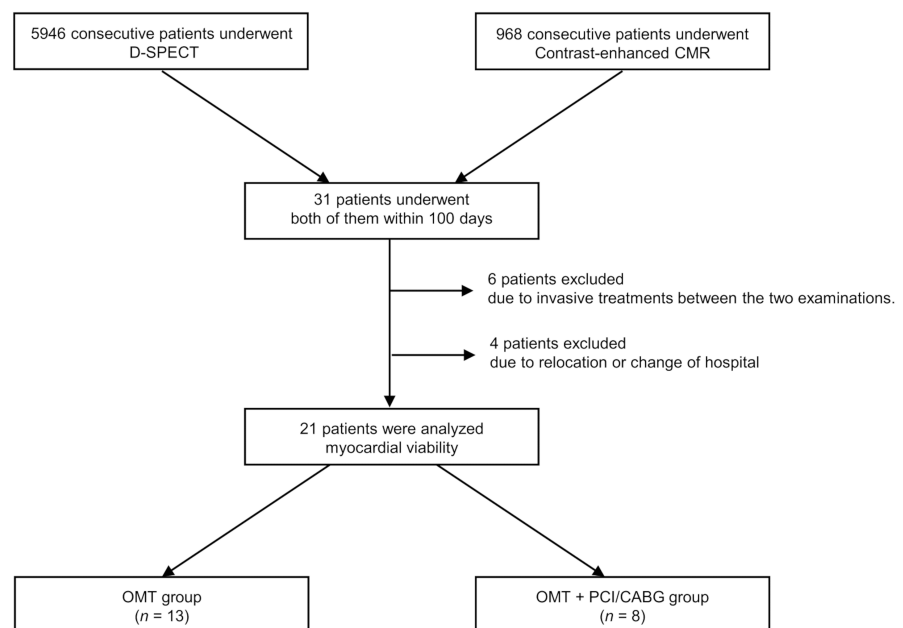 5946 consecutive patients underwent
D-SPECT
968 consecutive patients underwent
Contrast-enhanced CMR
31 patients underwent
both of them within 100 days
6 patients excluded
due to invasive treatments between the two examinations.
4 patients excluded
due to relocation or change of hospital
21 patients were analyzed
myocardial viability
OMT group
(n = 13)
OMT + PCI/CABG group
(n = 8)